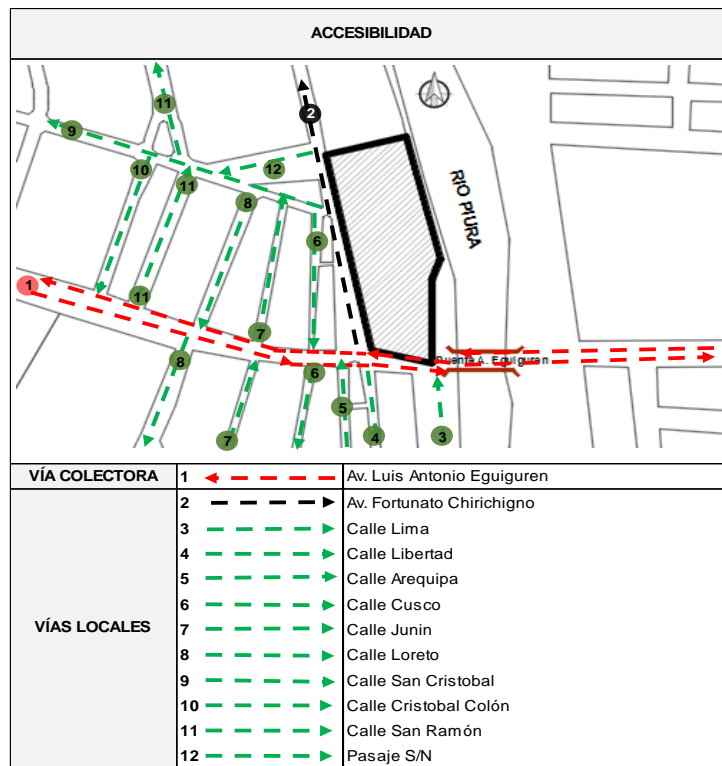 ACCESIBILIDAD
11
2
9
10
12
11
8
RIO PIURA
6
1
11
7
Puente A. Eguiguren
8
6
5
7
4
3
VÍA COLECTORA 1 Av. Luis Antonio Eguiguren
VÍAS LOCALES
2 Av. Fortunato Chirichigno
3 Calle Lima
4 Calle Libertad
5 Calle Arequipa
6 Calle Cusco
7 Calle Junin
8 Calle Loreto
9 Calle San Cristobal
10 Calle Cristobal Colón
11 Calle San Ramón
12 Pasaje S/N